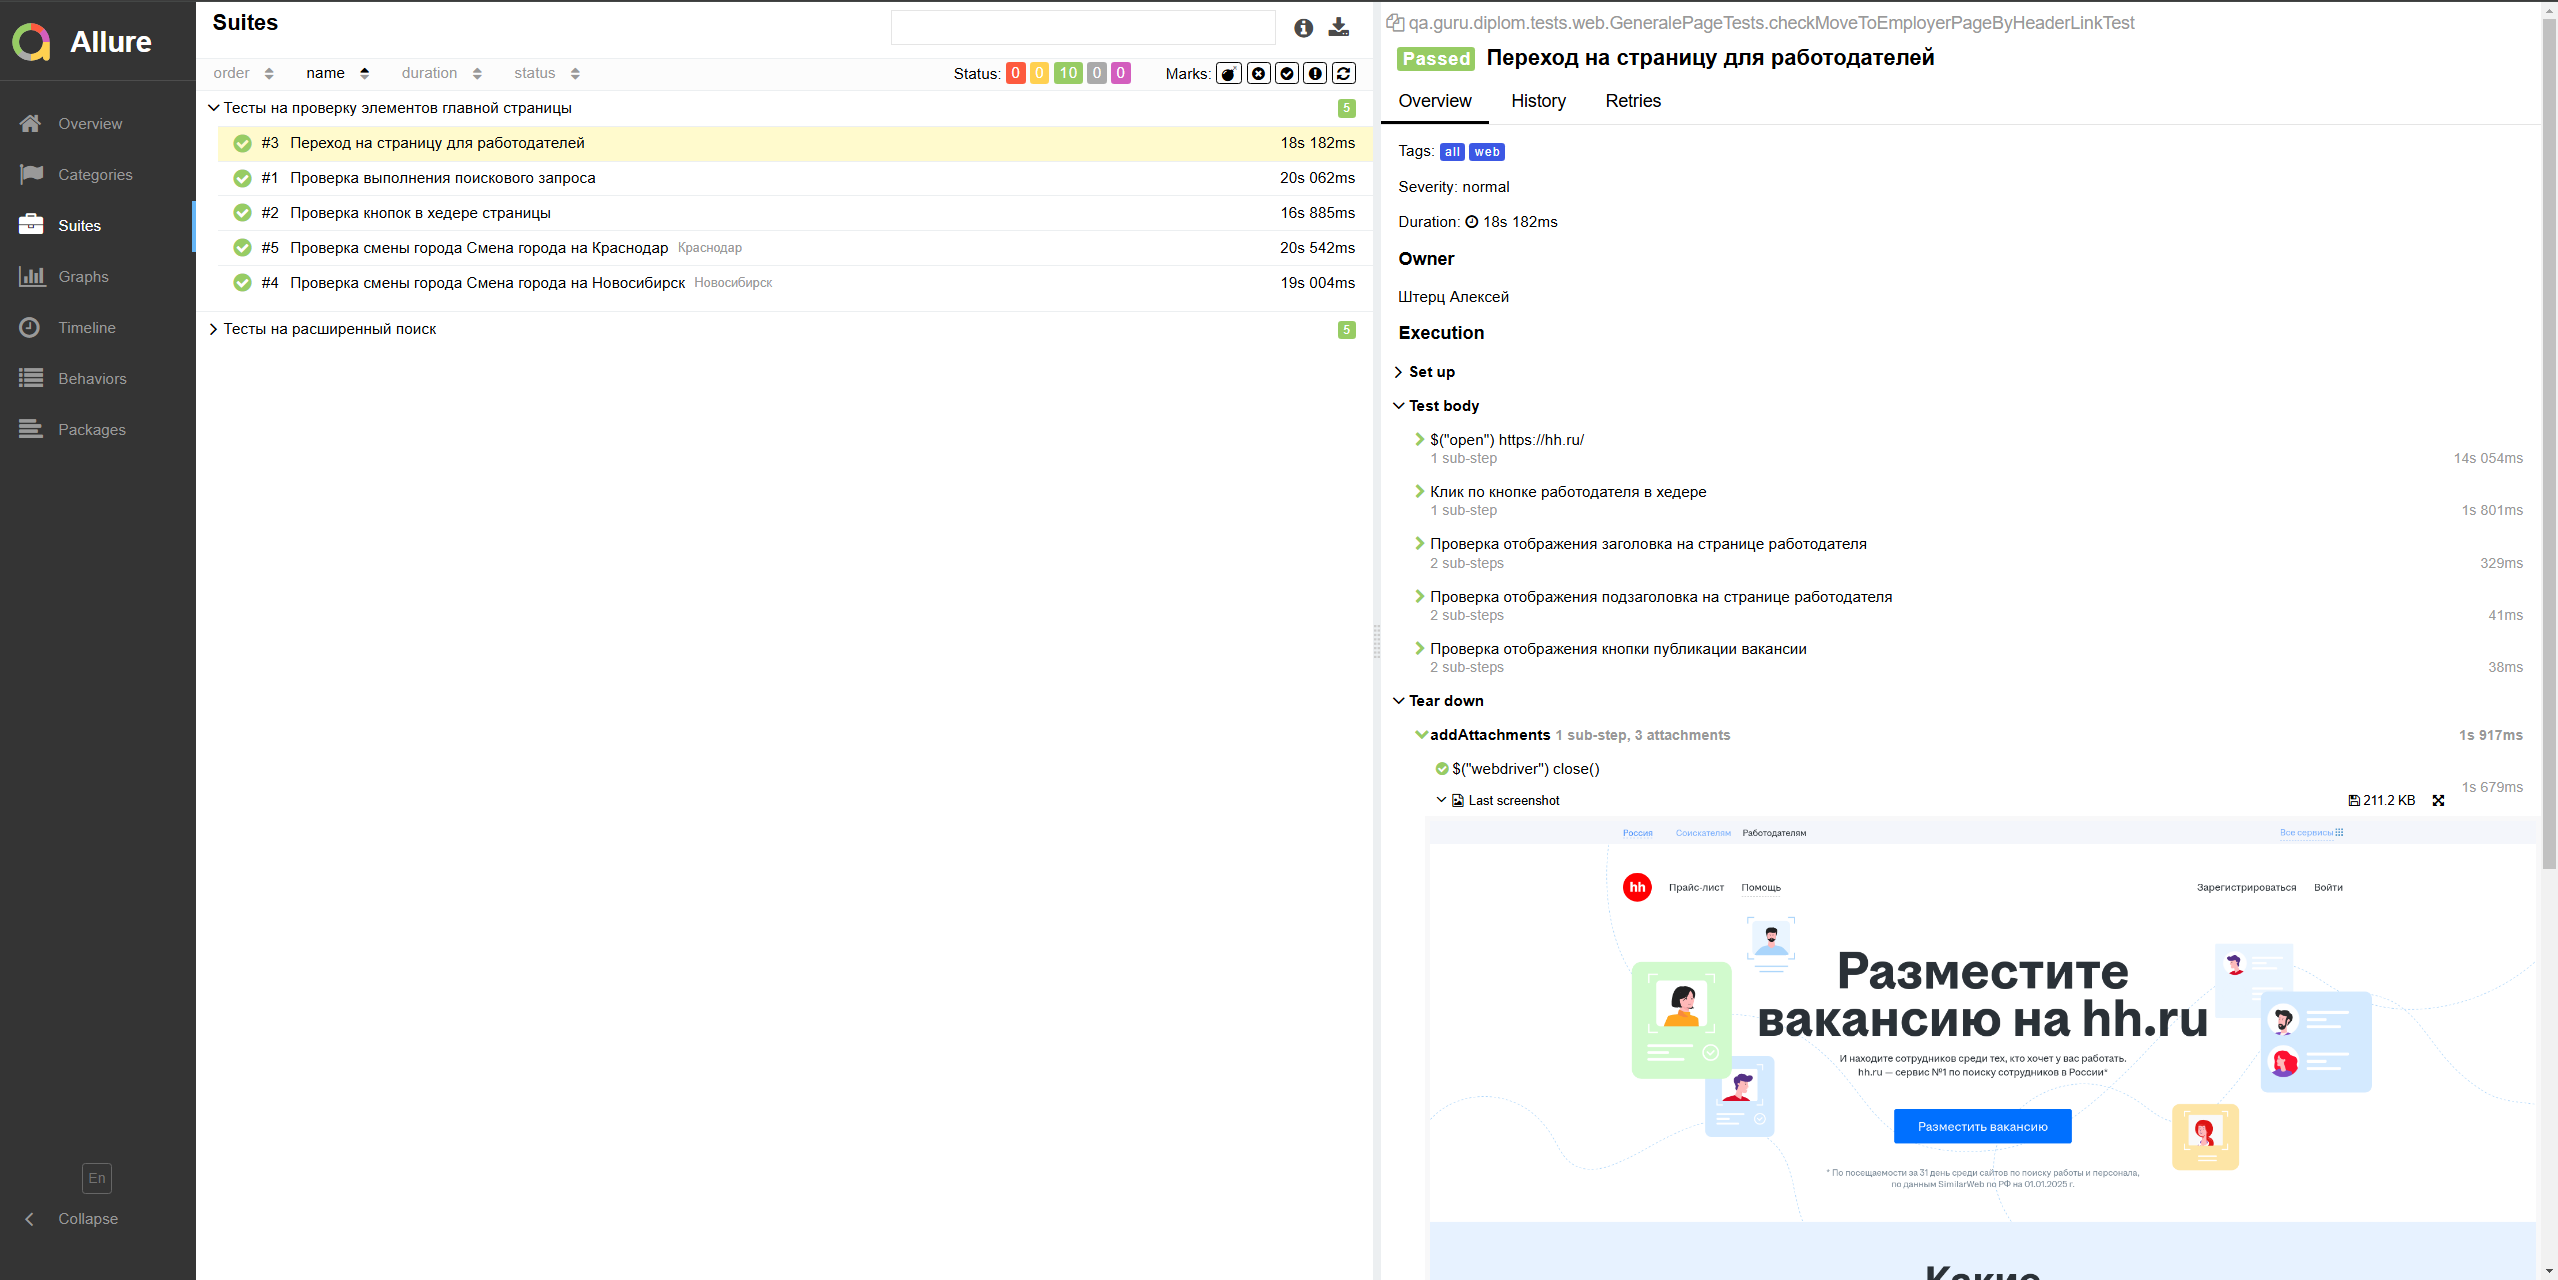 Allure
Overview
Categories
Suites
Graphs
Timeline
Behaviors
Packages
En
Collapse
Suites
order name duration status
Status: 0 0 10 0 0 Marks:
Тесты на проверку элементов главной страницы 5
#3 Переход на страницу для работодателей 18s 182ms
#1 Проверка выполнения поискового запроса 20s 062ms
#2 Проверка кнопок в хедере страницы 16s 885ms
#5 Проверка смены города Смена города на Краснодар Краснодар 20s 542ms
#4 Проверка смены города Смена города на Новосибирск Новосибирск 19s 004ms
Тесты на расширенный поиск 5
qa.guru.diplom.tests.web.GeneralePageTests.checkMoveToEmployerPageByHeaderLinkTest
Passed Переход на страницу для работодателей
Overview History Retries
Tags: all web
Severity: normal
Duration: 18s 182ms
Owner
Штерц Алексей
Execution
Set up
Test body
$("open") https://hh.ru/
1 sub-step 14s 054ms
Клик по кнопке работодателя в хедере
1 sub-step 1s 801ms
Проверка отображения заголовка на странице работодателя
2 sub-steps 329ms
Проверка отображения подзаголовка на странице работодателя
2 sub-steps 41ms
Проверка отображения кнопки публикации вакансии
2 sub-steps 38ms
Tear down
addAttachments 1 sub-step, 3 attachments 1s 917ms
$("webdriver") close()
1s 679ms
Last screenshot 211.2 KB
Россия Соискателям Работодателям Все сервисы
hh Прайс-лист Помощь Зарегистрироваться Войти
Разместите
вакансию на hh.ru
И находите сотрудников среди тех, кто хочет у вас работать.
hh.ru — сервис №1 по поиску сотрудников в России*
Разместить вакансию
* По посещаемости за 31 день среди сайтов по поиску работы и персонала,
по данным SimilarWeb по РФ на 01.01.2025 г.
Какие